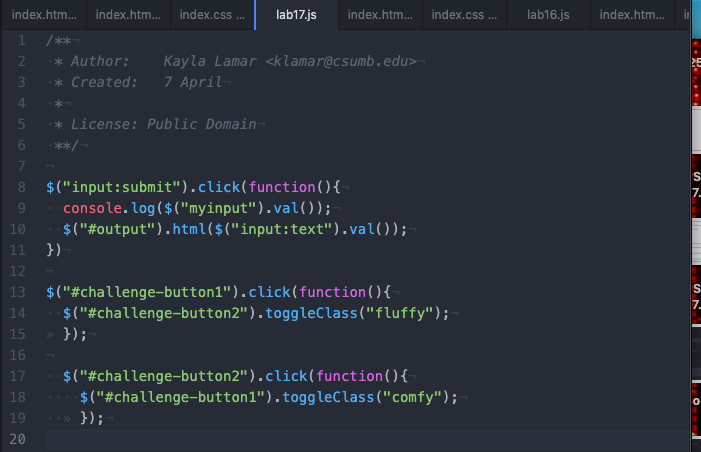 index.htm... index.htm... index.css ... lab17.js index.htm... index.css ... lab16.js index.htm...
1 /**
2 * Author: Kayla Lamar <klamar@csumb.edu>
3 * Created: 7 April
4 *
5 * License: Public Domain
6 **/
7
8 $("input:submit").click(function(){
9 console.log($("myinput").val());
10 $("#output").html($("input:text").val());
11 })
12
13 $("#challenge-button1").click(function(){
14 $("#challenge-button2").toggleClass("fluffy");
15 });
16
17 $("#challenge-button2").click(function(){
18 $("#challenge-button1").toggleClass("comfy");
19 });
20